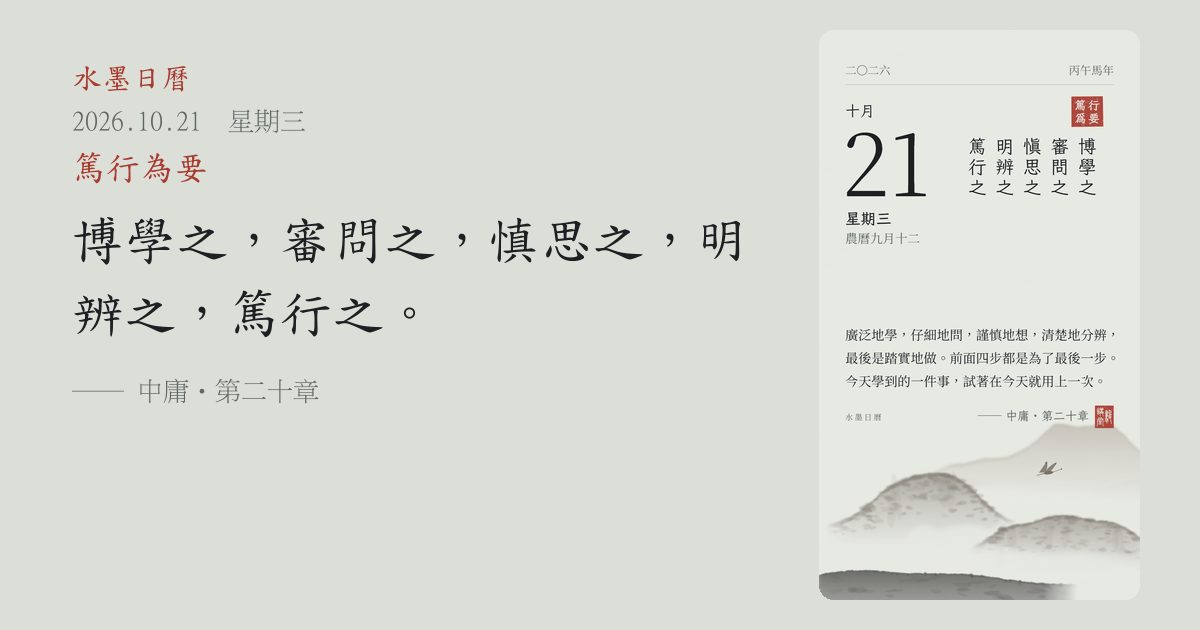 水墨日曆
2026.10.21 星期三
篤行為要
博學之，審問之，慎思之，明
辨之，篤行之。
—— 中庸・第二十章
二〇二六
丙午馬年
十月
21
星期三
農曆九月十二
篤行
為要
博學之
審問之
慎思之
明辨之
篤行之
廣泛地學，仔細地問，謹慎地想，清楚地分辨，
最後是踏實地做。前面四步都是為了最後一步。
今天學到的一件事，試著在今天就用上一次。
水墨日曆
—— 中庸・第二十章